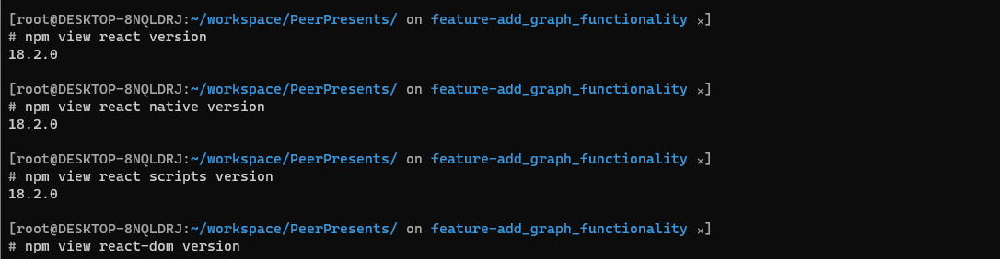 [root@DESKTOP-8NQLDRJ:~/workspace/PeerPresents/ on feature-add_graph_functionality ✕]
# npm view react version
18.2.0
[root@DESKTOP-8NQLDRJ:~/workspace/PeerPresents/ on feature-add_graph_functionality ✕]
# npm view react native version
18.2.0
[root@DESKTOP-8NQLDRJ:~/workspace/PeerPresents/ on feature-add_graph_functionality ✕]
# npm view react scripts version
18.2.0
[root@DESKTOP-8NQLDRJ:~/workspace/PeerPresents/ on feature-add_graph_functionality ✕]
# npm view react-dom version